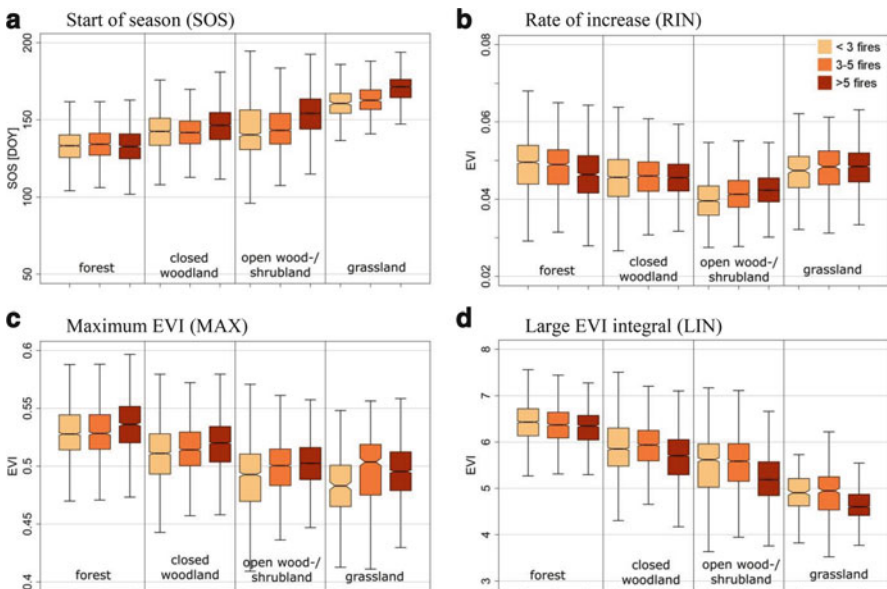 a Start of season (SOS)
200
150
100
50
SOS [DOY]
forest
closed
woodland
open wood-/
shrubland
grassland
b Rate of increase (RIN)
0.08
0.06
0.04
0.02
EVI
< 3 fires
3-5 fires
>5 fires
forest
closed
woodland
open wood-/
shrubland
grassland
c Maximum EVI (MAX)
0.6
0.55
0.5
0.45
0.4
EVI
forest
closed
woodland
open wood-/
shrubland
grassland
d Large EVI integral (LIN)
8
7
6
5
4
3
EVI
forest
closed
woodland
open wood-/
shrubland
grassland